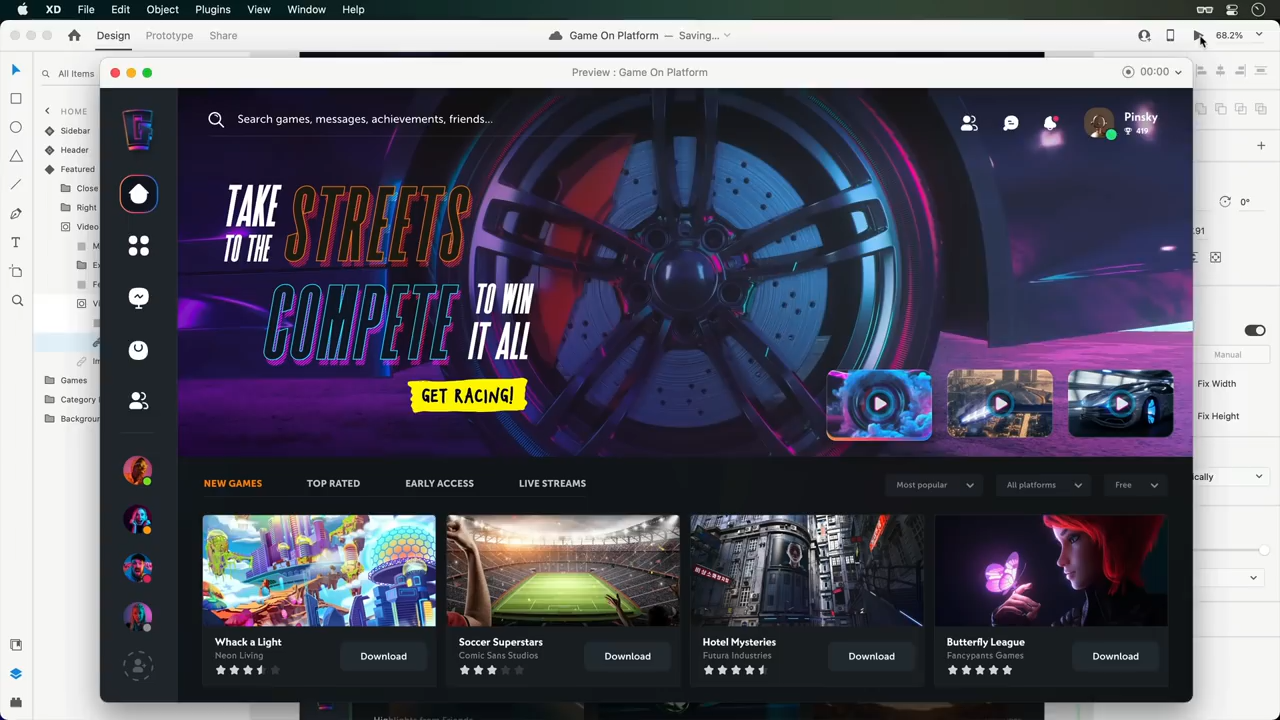 XD File Edit Object Plugins View Window Help
Design Prototype Share
Game On Platform — Saving...
68.2%
All Items
HOME
Sidebar
Header
Featured
Close
Right
Video
Games
Category
Preview : Game On Platform
00:00
Search games, messages, achievements, friends...
Pinsky
419
TAKE STREETS
TO THE
COMPETE TO WIN
IT ALL
GET RACING!
NEW GAMES TOP RATED EARLY ACCESS LIVE STREAMS
Most popular All platforms Free
Whack a Light
Neon Living
Download
Soccer Superstars
Comic Sans Studios
Download
Hotel Mysteries
Futura Industries
Download
Butterfly League
Fancypants Games
Download
0°
.91
Manual
Fix Width
Fix Height
ically